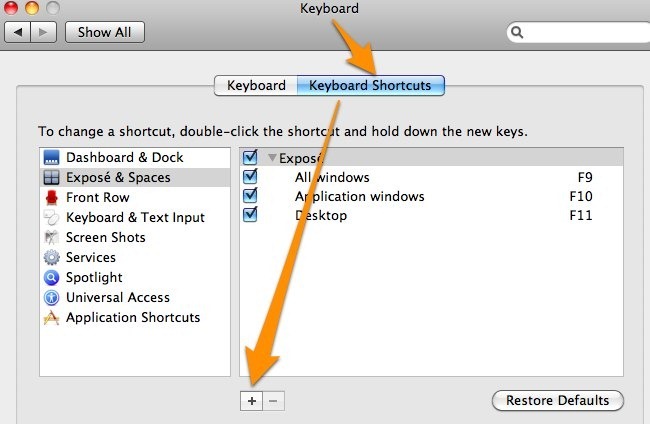 Keyboard
Show All
Keyboard Keyboard Shortcuts
To change a shortcut, double-click the shortcut and hold down the new keys.
Dashboard & Dock
Exposé & Spaces
Front Row
Keyboard & Text Input
Screen Shots
Services
Spotlight
Universal Access
Application Shortcuts
Exposé
All windows F9
Application windows F10
Desktop F11
+ −
Restore Defaults